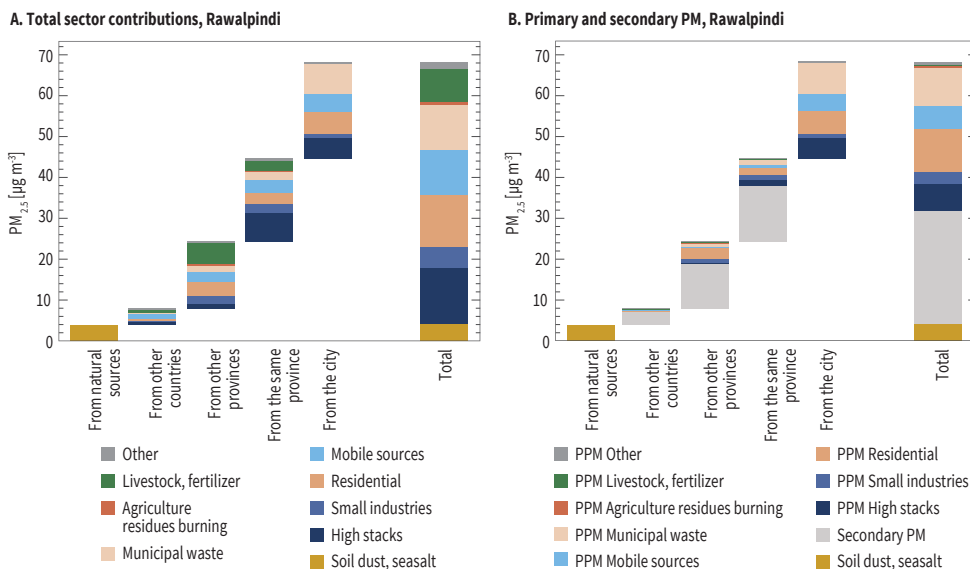 A. Total sector contributions, Rawalpindi
PM2.5 [µg m-3]
70
60
50
40
30
20
10
0
From natural
sources
From other
countries
From other
provinces
From the same
province
From the city
Total
Other
Livestock, fertilizer
Agriculture
residues burning
Municipal waste
Mobile sources
Residential
Small industries
High stacks
Soil dust, seasalt
B. Primary and secondary PM, Rawalpindi
PM2.5 [µg m-3]
70
60
50
40
30
20
10
0
From natural
sources
From other
countries
From other
provinces
From the same
province
From the city
Total
PPM Other
PPM Livestock, fertilizer
PPM Agriculture residues burning
PPM Municipal waste
PPM Mobile sources
PPM Residential
PPM Small industries
PPM High stacks
Secondary PM
Soil dust, seasalt